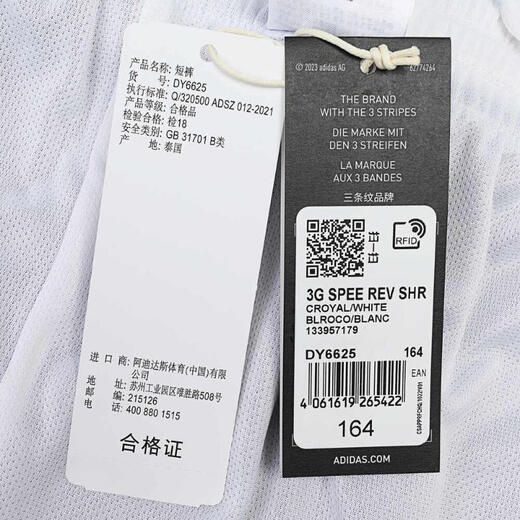 产品名称: 短裤
货 号: DY6625
执行标准: Q/320500 ADSZ 012-2021
产品等级: 合格品
检验合格: 检18
安全类别: GB 31701 B类
产 地: 泰国
进 口 商: 阿迪达斯体育(中国)有限
公司
地 址: 苏州工业园区唯胜路508号
邮 编: 215126
电 话: 400 880 1515
合格证
© 2023 adidas AG
62774264
THE BRAND
WITH THE 3 STRIPES
DIE MARKE MIT
DEN 3 STREIFEN
LA MARQUE
AUX 3 BANDES
三条纹品牌
RFID
3G SPEE REV SHR
CROYAL/WHITE
BLROCO/BLANC
133957179
DY6625 164
EAN
4 061619 265422
164
ADIDAS.COM